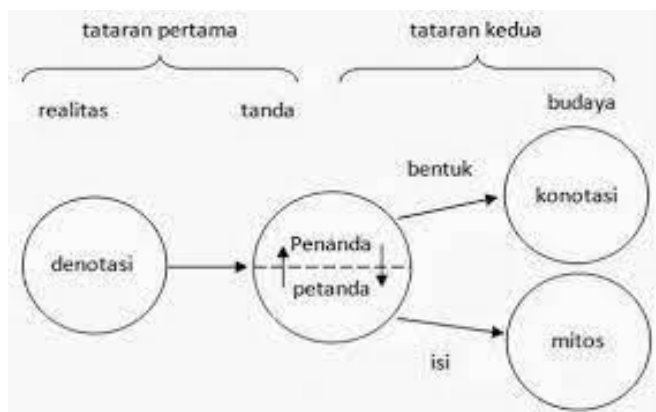 tataran pertama
tataran kedua
realitas
tanda
budaya
bentuk
konotasi
denotasi
Penanda
petanda
mitos
isi